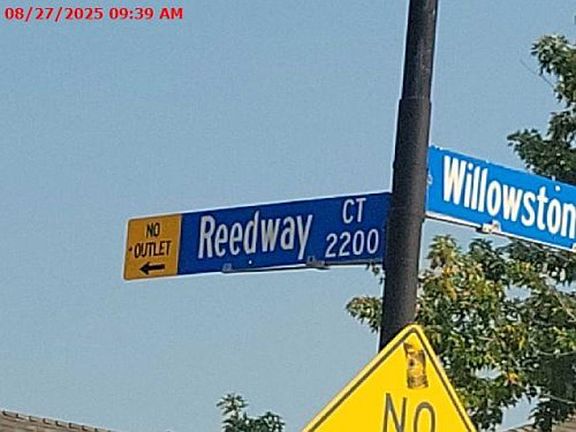 08/27/2025 09:39 AM
NO
OUTLET
Reedway CT
2200
Willowston
NO